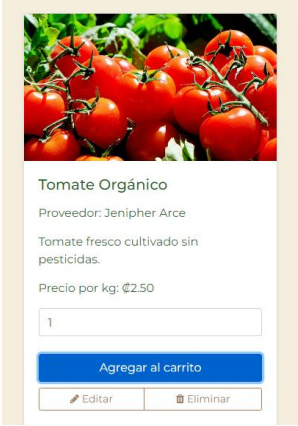 Tomate Orgánico
Proveedor: Jenipher Arce
Tomate fresco cultivado sin
pesticidas.
Precio por kg: ₡2.50
1
Agregar al carrito
Editar
Eliminar